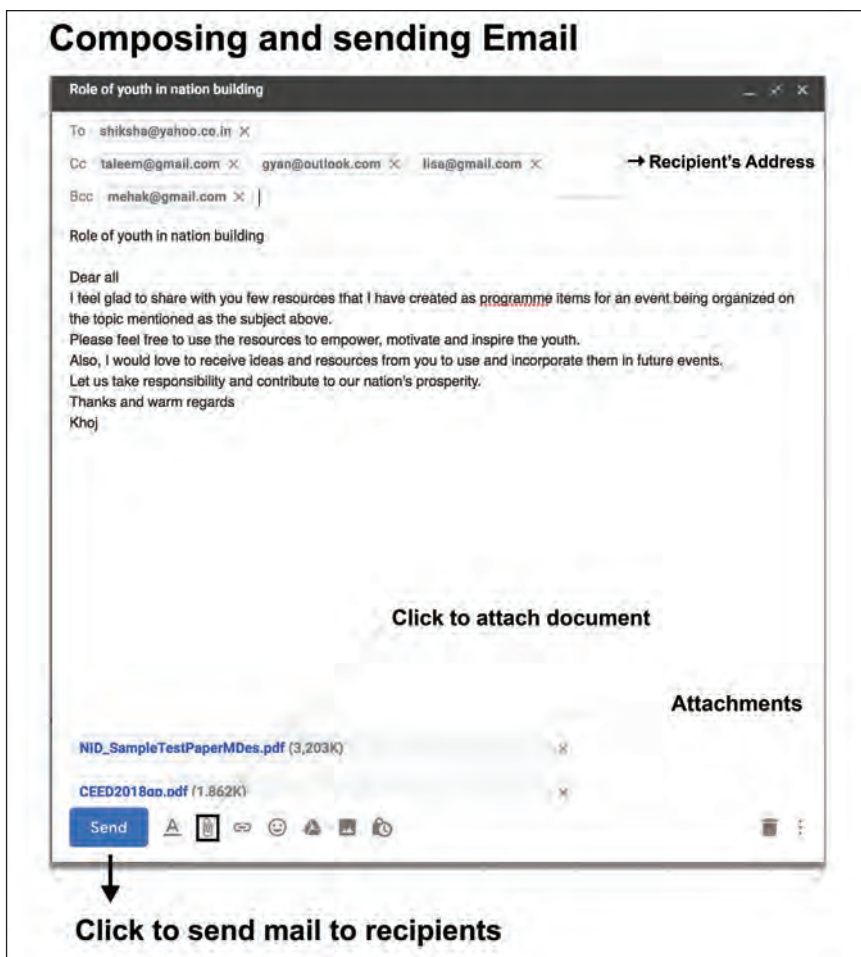 Composing and sending Email
Role of youth in nation building
To shiksha@yahoo.co.in
Cc taleem@gmail.com gyan@outlook.com lisa@gmail.com
→ Recipient's Address
Bcc mehak@gmail.com
Role of youth in nation building
Dear all
I feel glad to share with you few resources that I have created as programme items for an event being organized on
the topic mentioned as the subject above.
Please feel free to use the resources to empower, motivate and inspire the youth.
Also, I would love to receive ideas and resources from you to use and incorporate them in future events.
Let us take responsibility and contribute to our nation's prosperity.
Thanks and warm regards
Khoj
Click to attach document
Attachments
NID_SampleTestPaperMDes.pdf (3,203K)
CEED2018qp.pdf (1,862K)
Send A
Click to send mail to recipients